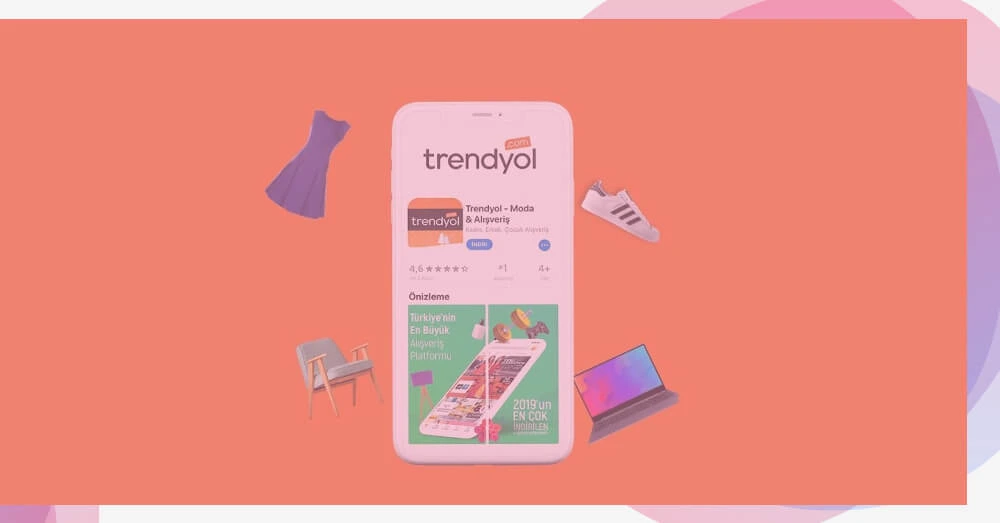 .com
trendyol
trendyol
Trendyol - Moda
& Alışveriş
Kadın, Erkek, Çocuk Alışveriş
İNDİR
4,6 ★★★★☆
#1
4+
Önizleme
Türkiye'nin
En Büyük
Alışveriş
Platformu
2019'un
EN ÇOK
İNDİRİLEN